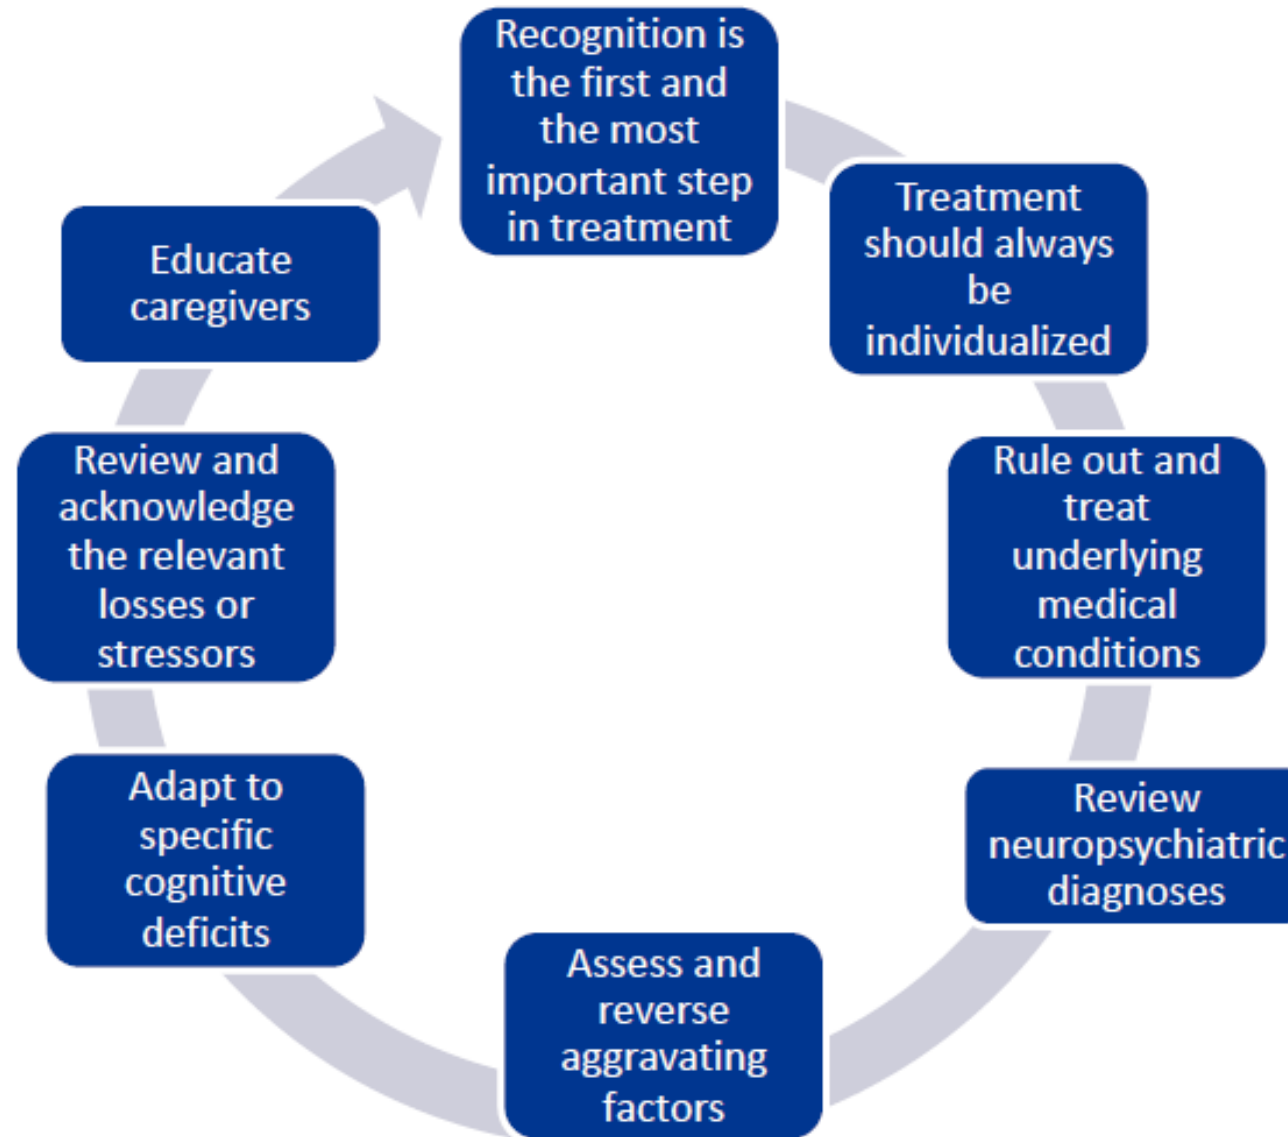 Recognition is
the first and
the most
important step
in treatment
Treatment
should always
be
individualized
Rule out and
treat
underlying
medical
conditions
Review
neuropsychiatric
diagnoses
Assess and
reverse
aggravating
factors
Adapt to
specific
cognitive
deficits
Review and
acknowledge
the relevant
losses or
stressors
Educate
caregivers